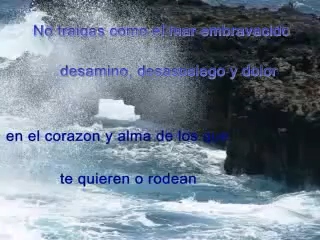 No traigas como el mar embravecido
desamino, desasosiego y dolor
en el corazon y alma de los que
te quieren o rodean